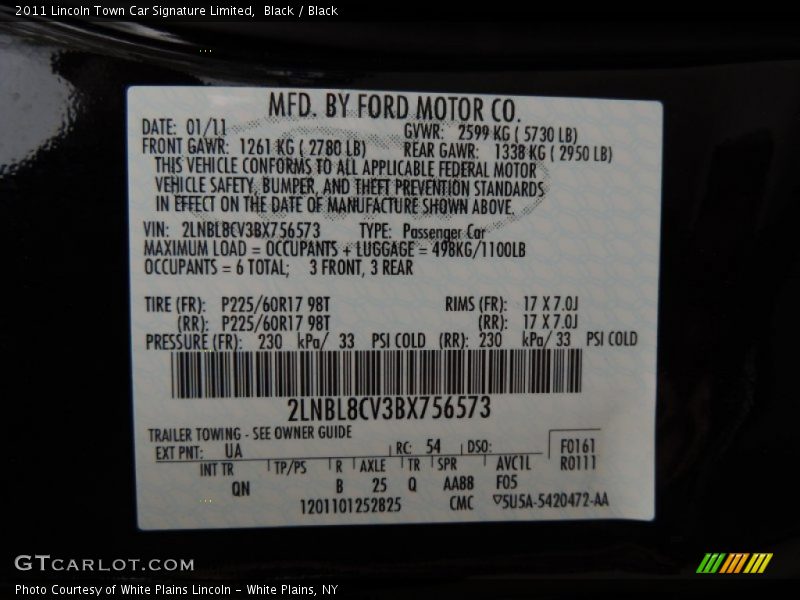 2011 Lincoln Town Car Signature Limited,  Black / Black
MFD. BY FORD MOTOR CO.
DATE: 01/11 GVWR: 2599 KG ( 5730 LB)
FRONT GAWR: 1261 KG ( 2780 LB) REAR GAWR: 1338 KG ( 2950 LB)
THIS VEHICLE CONFORMS TO ALL APPLICABLE FEDERAL MOTOR
VEHICLE SAFETY, BUMPER, AND THEFT PREVENTION STANDARDS
IN EFFECT ON THE DATE OF MANUFACTURE SHOWN ABOVE.
VIN: 2LNBL8CV3BX756573 TYPE: Passenger Car
MAXIMUM LOAD = OCCUPANTS + LUGGAGE = 498KG/1100LB
OCCUPANTS = 6 TOTAL; 3 FRONT, 3 REAR
TIRE (FR): P225/60R17 98T RIMS (FR): 17 X 7.0J
(RR): P225/60R17 98T (RR): 17 X 7.0J
PRESSURE (FR): 230 kPa/ 33 PSI COLD (RR): 230 kPa/ 33 PSI COLD
2LNBL8CV3BX756573
TRAILER TOWING - SEE OWNER GUIDE
EXT PNT: UA RC: 54 DSO: F0161
INT TR TP/PS R AXLE TR SPR AVC1L R0111
QN B 25 Q AA88 F05
1201101252825 CMC 5U5A-5420472-AA
GTCARLOT.COM
Photo Courtesy of White Plains Lincoln - White Plains, NY